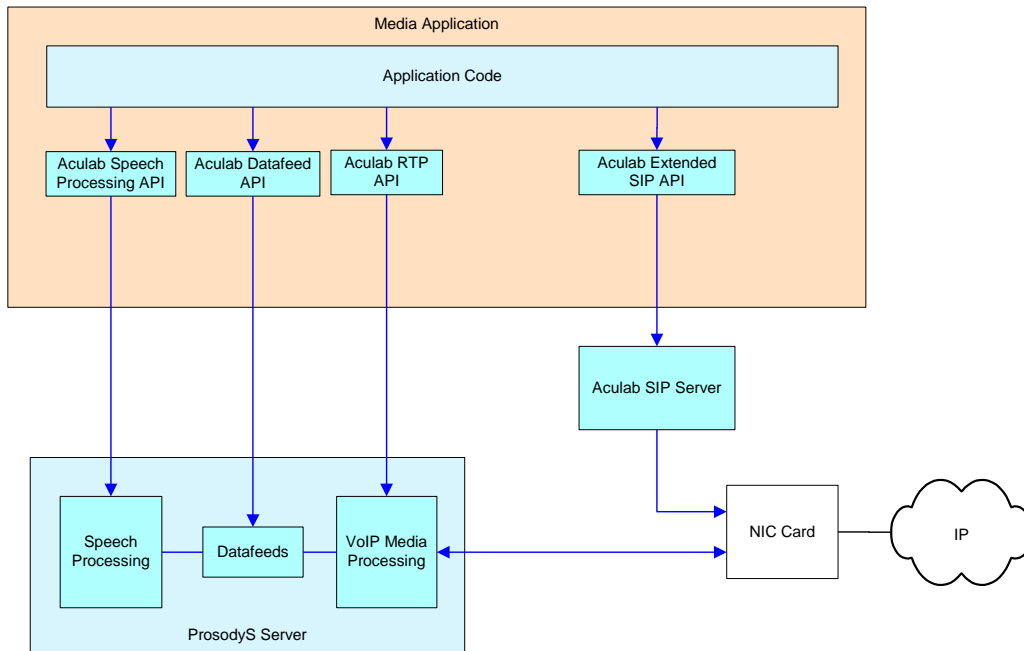 Media Application
Application Code
Aculab Speech
Processing API
Aculab Datafeed
API
Aculab RTP
API
Aculab Extended
SIP API
Aculab SIP Server
Speech
Processing
Datafeeds
VoIP Media
Processing
NIC Card
IP
ProsodyS Server